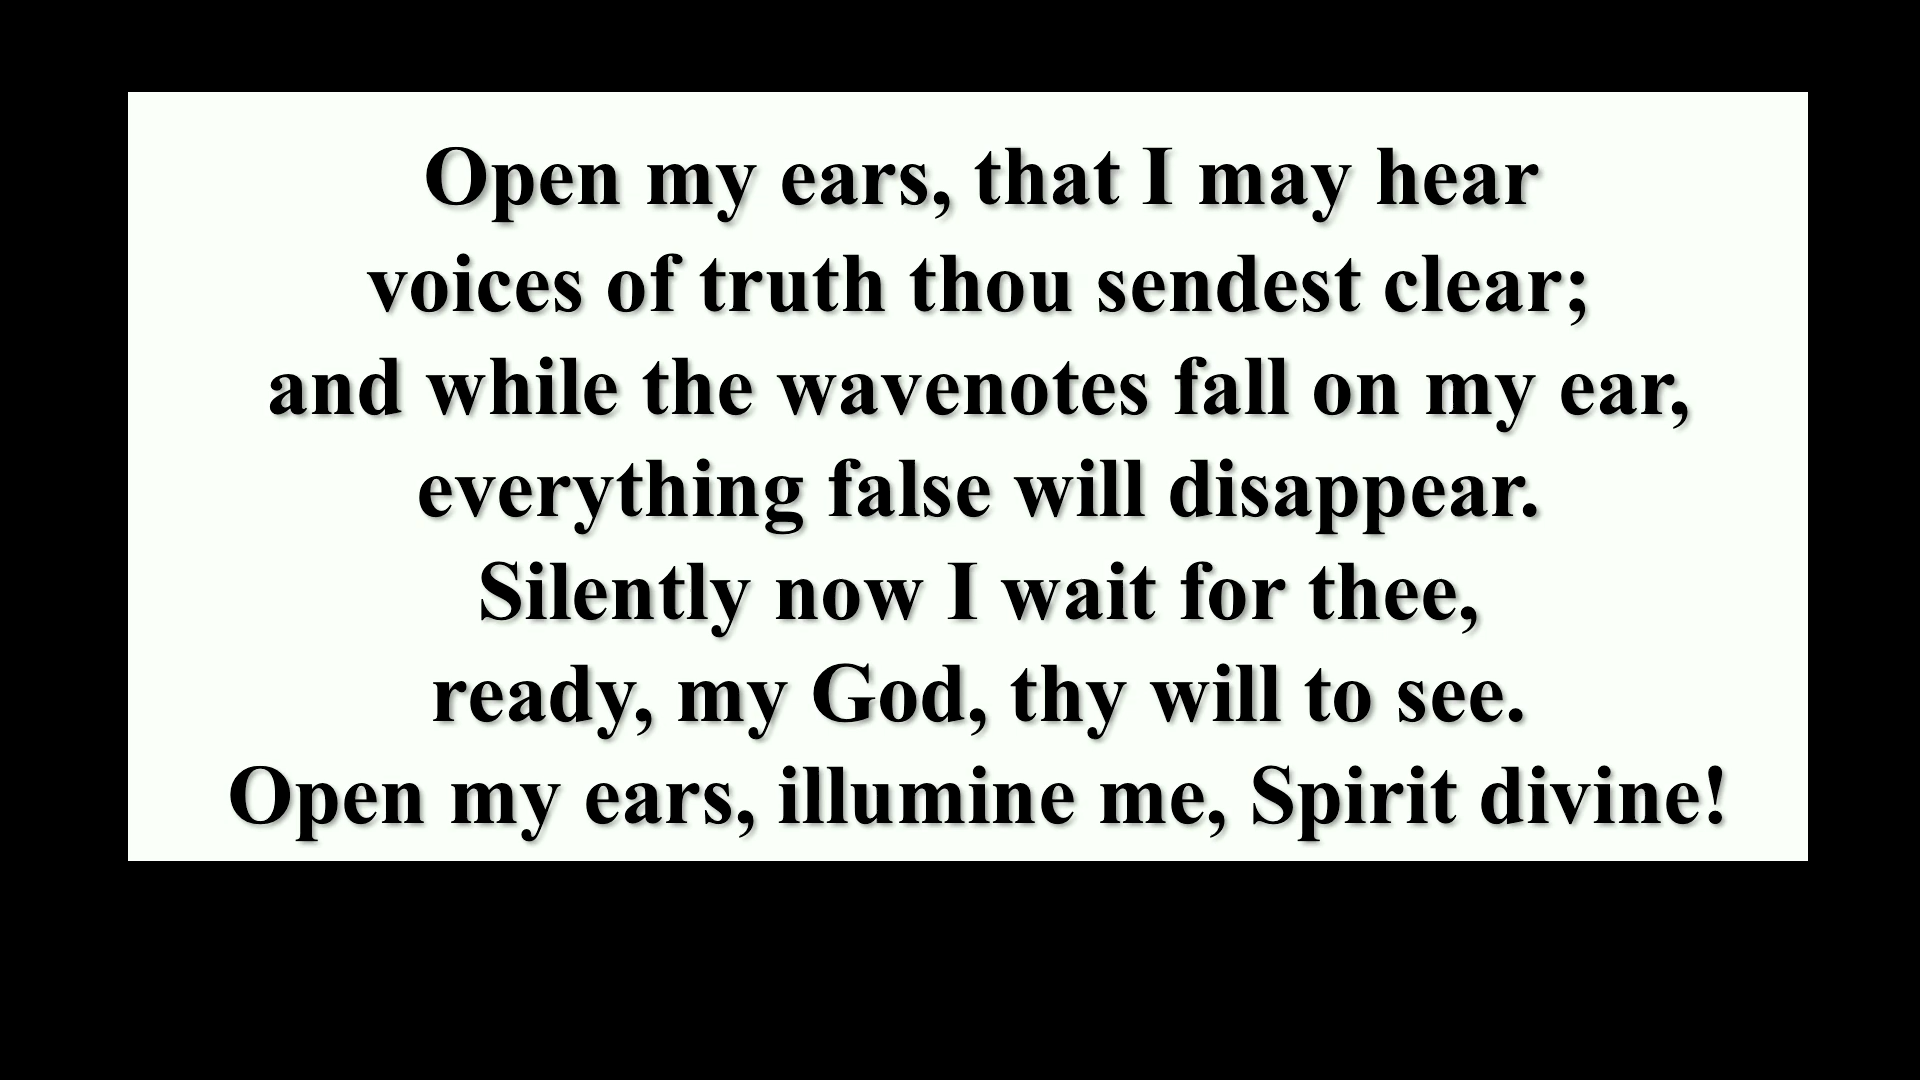 Open my ears, that I may hear
voices of truth thou sendest clear;
and while the wavenotes fall on my ear,
everything false will disappear.
Silently now I wait for thee,
ready, my God, thy will to see.
Open my ears, illumine me, Spirit divine!